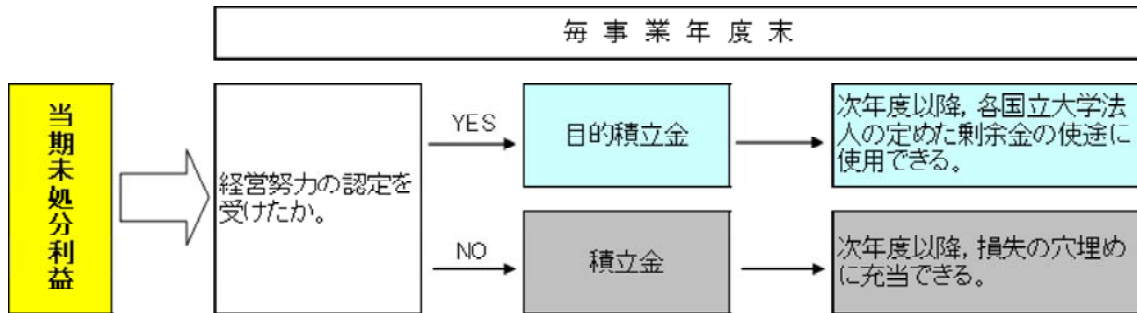 毎事業年度末
当期未処分利益
経営努力の認定を
受けたか。
YES
目的積立金
次年度以降,各国立大学法
人の定めた剰余金の使途に
使用できる。
NO
積立金
次年度以降,損失の穴埋め
に充当できる。